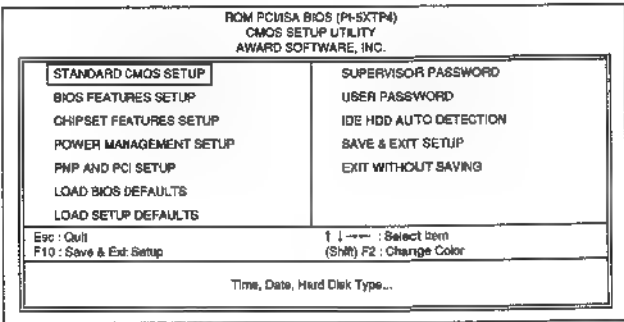 ROM PCI/ISA BIOS (PI-5XTP4)
CMOS SETUP UTILITY
AWARD SOFTWARE, INC.
STANDARD CMOS SETUP
BIOS FEATURES SETUP
CHIPSET FEATURES SETUP
POWER MANAGEMENT SETUP
PNP AND PCI SETUP
LOAD BIOS DEFAULTS
LOAD SETUP DEFAULTS
SUPERVISOR PASSWORD
USER PASSWORD
IDE HDD AUTO DETECTION
SAVE & EXIT SETUP
EXIT WITHOUT SAVING
Esc : Quit
F10 : Save & Exit Setup
↑ ↓ : Select Item
(Shift) F2 : Change Color
Time, Date, Hard Disk Type...